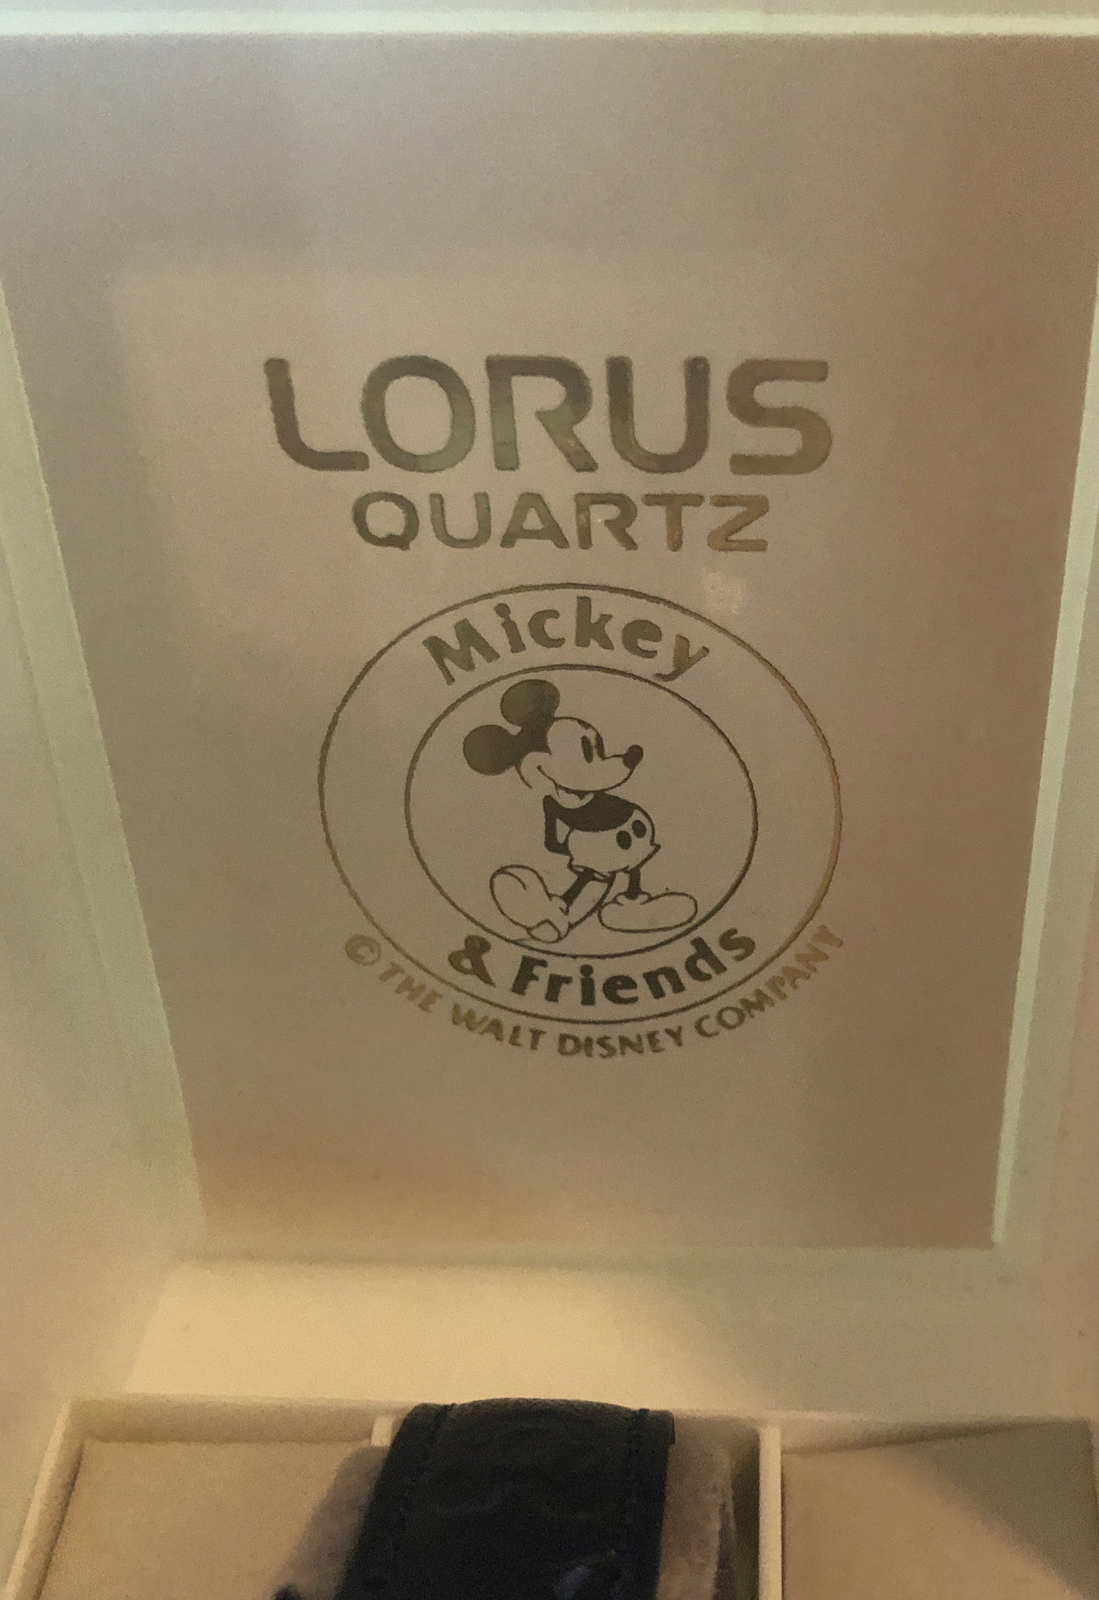 LORUS
QUARTZ
Mickey
& Friends
© THE WALT DISNEY COMPANY